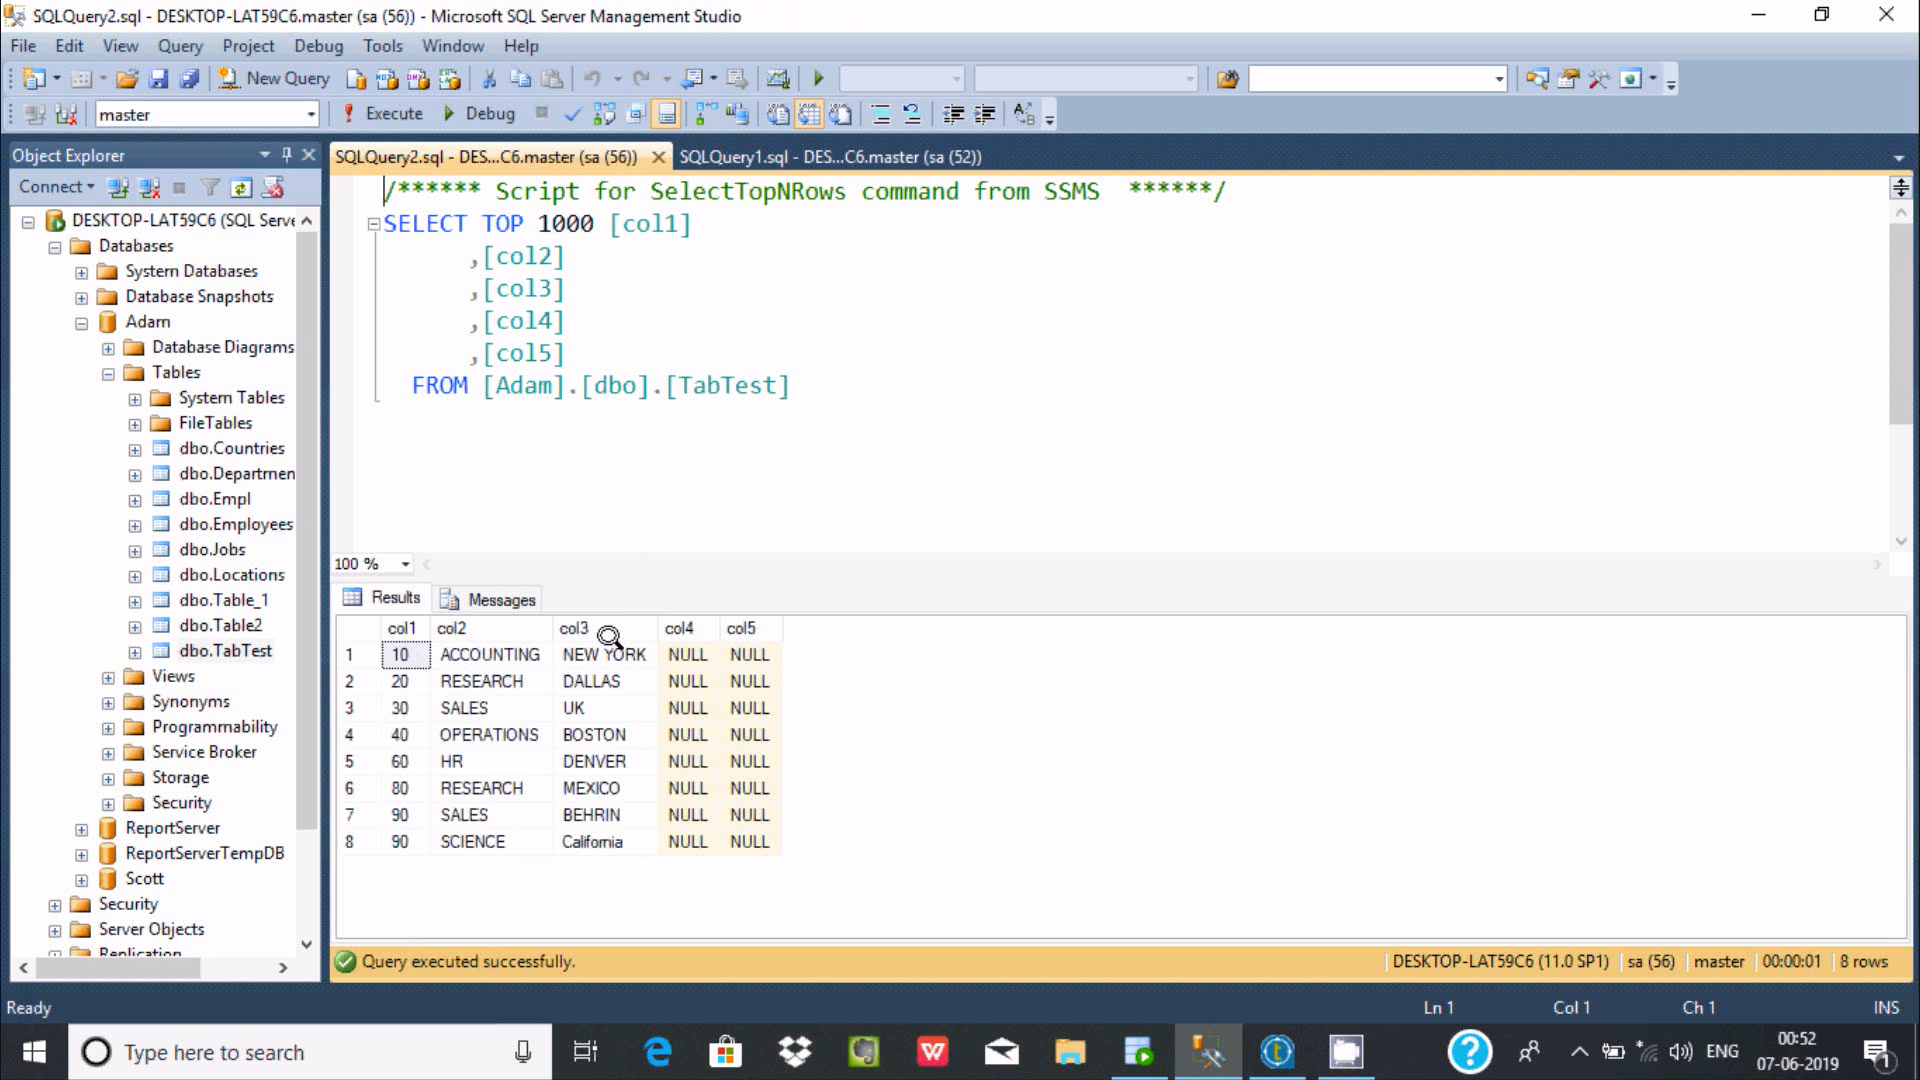 SQLQuery2.sql - DESKTOP-LAT59C6.master (sa (56)) - Microsoft SQL Server Management Studio
File Edit View Query Project Debug Tools Window Help
New Query
master Execute Debug
Object Explorer
Connect
DESKTOP-LAT59C6 (SQL Serve
Databases
System Databases
Database Snapshots
Adam
Database Diagrams
Tables
System Tables
FileTables
dbo.Countries
dbo.Departmen
dbo.Empl
dbo.Employees
dbo.Jobs
dbo.Locations
dbo.Table_1
dbo.Table2
dbo.TabTest
Views
Synonyms
Programmability
Service Broker
Storage
Security
ReportServer
ReportServerTempDB
Scott
Security
Server Objects
Replication
SQLQuery2.sql - DES...C6.master (sa (56)) SQLQuery1.sql - DES...C6.master (sa (52))
/****** Script for SelectTopNRows command from SSMS ******/
SELECT TOP 1000 [col1]
,[col2]
,[col3]
,[col4]
,[col5]
FROM [Adam].[dbo].[TabTest]
100 %
Results Messages
col1 col2 col3 col4 col5
1 10 ACCOUNTING NEW YORK NULL NULL
2 20 RESEARCH DALLAS NULL NULL
3 30 SALES UK NULL NULL
4 40 OPERATIONS BOSTON NULL NULL
5 60 HR DENVER NULL NULL
6 80 RESEARCH MEXICO NULL NULL
7 90 SALES BEHRIN NULL NULL
8 90 SCIENCE California NULL NULL
Query executed successfully. DESKTOP-LAT59C6 (11.0 SP1) sa (56) master 00:00:01 8 rows
Ready Ln 1 Col 1 Ch 1 INS
Type here to search
ENG
00:52
07-06-2019
1